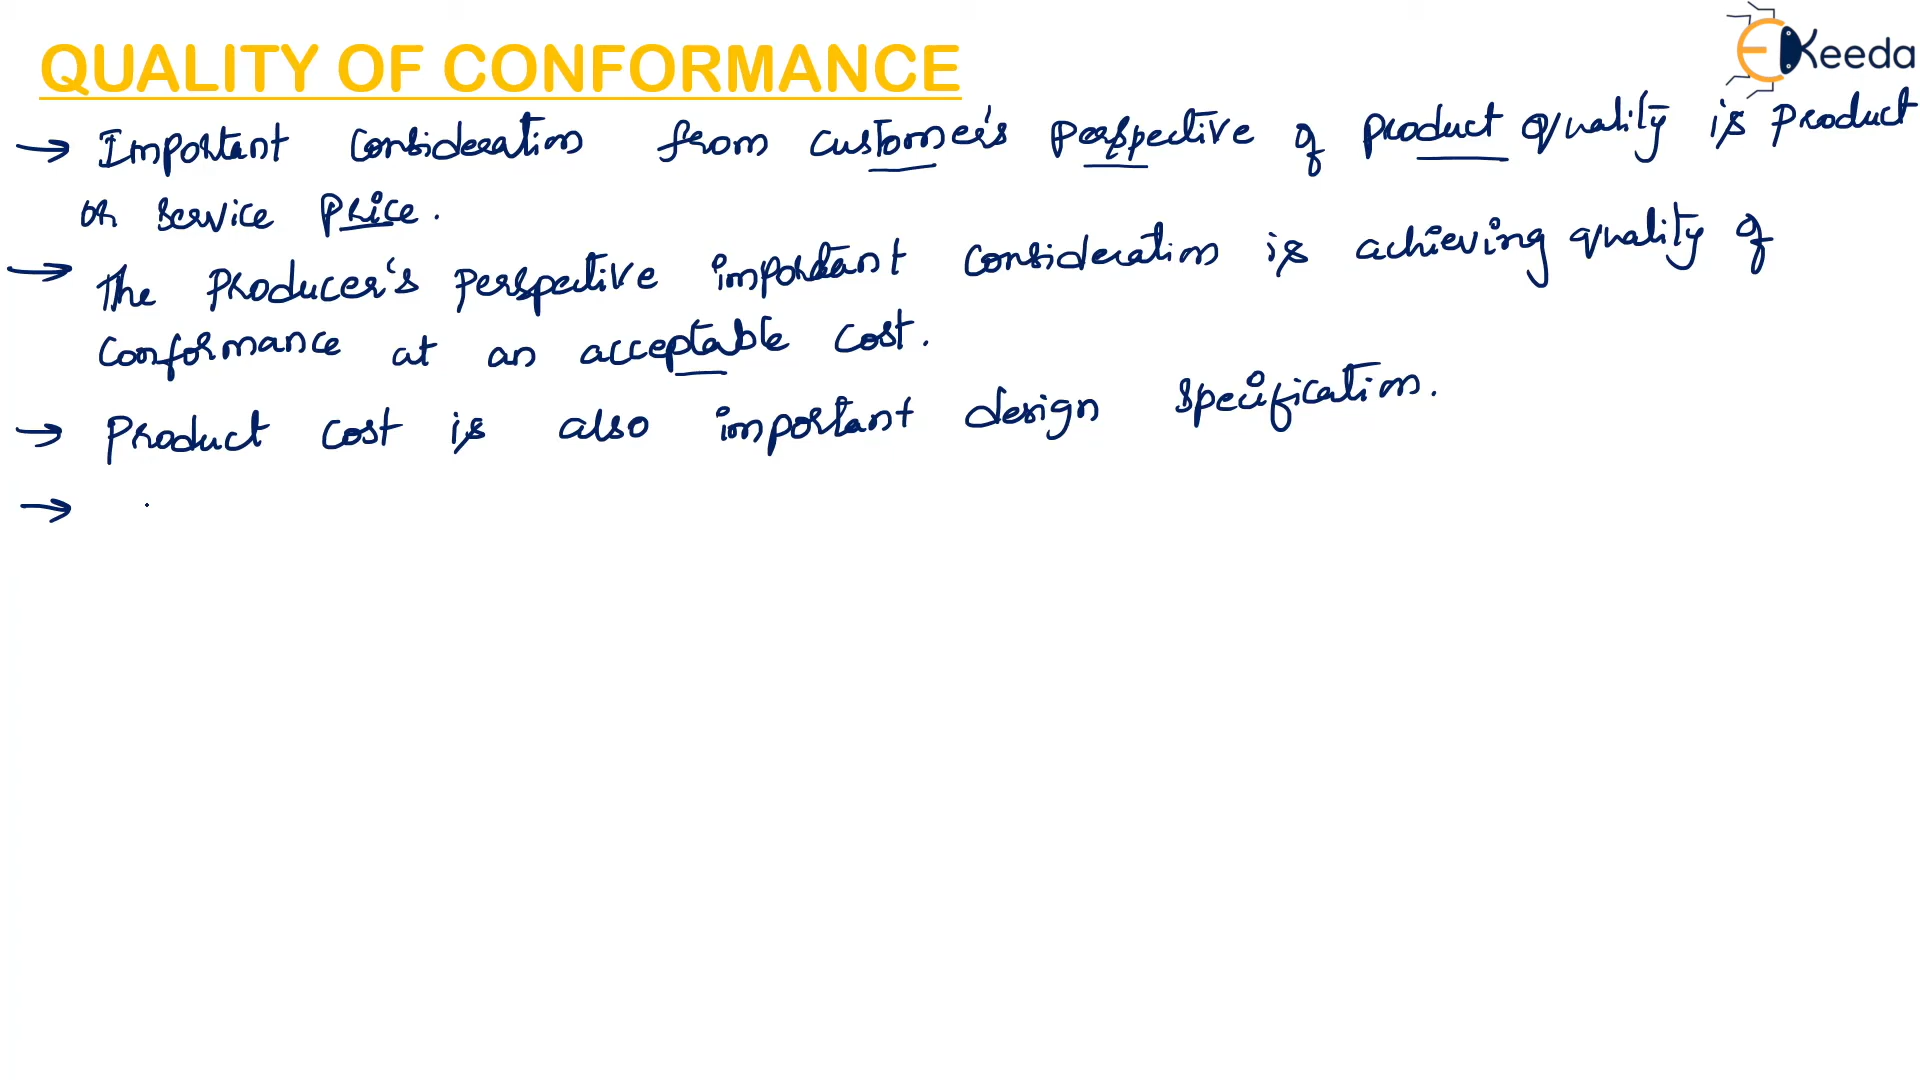 QUALITY OF CONFORMANCE
EKeeda
→ Important consideration from customer's perspective of product quality is product
or service price.
→ The producer's perspective important consideration is achieving quality of
conformance at an acceptable cost.
→ Product cost is also important design specification.
→